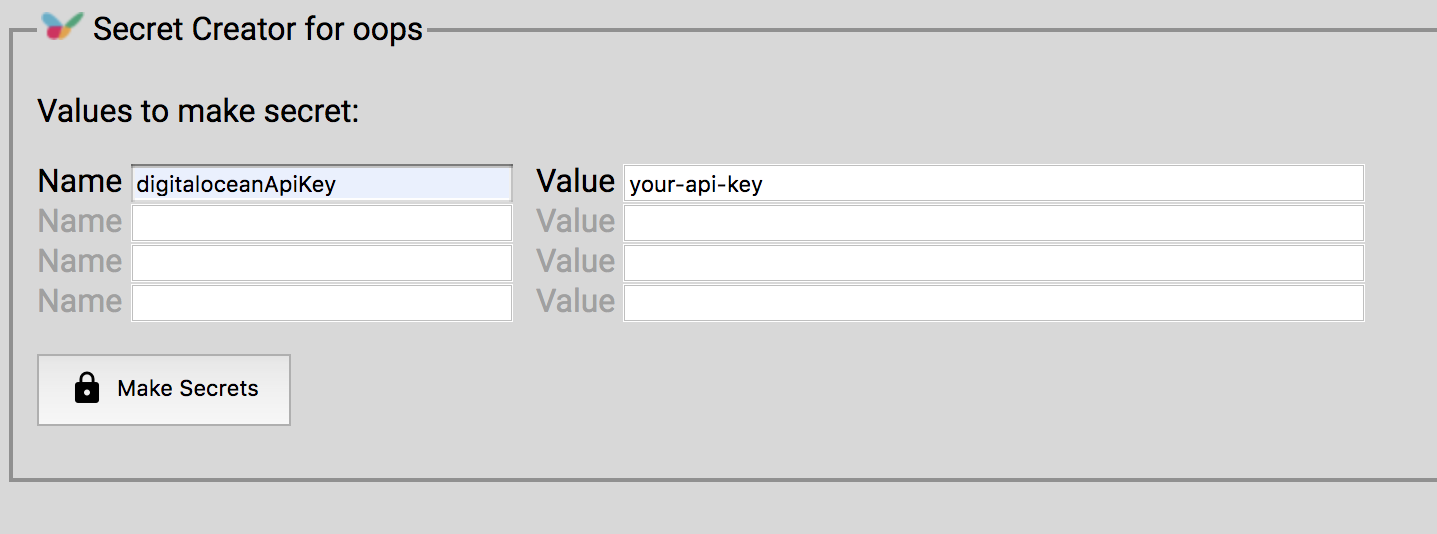 Secret Creator for oops
Values to make secret:
Name digitaloceanApiKey Value your-api-key
Name Value
Name Value
Name Value
Make Secrets